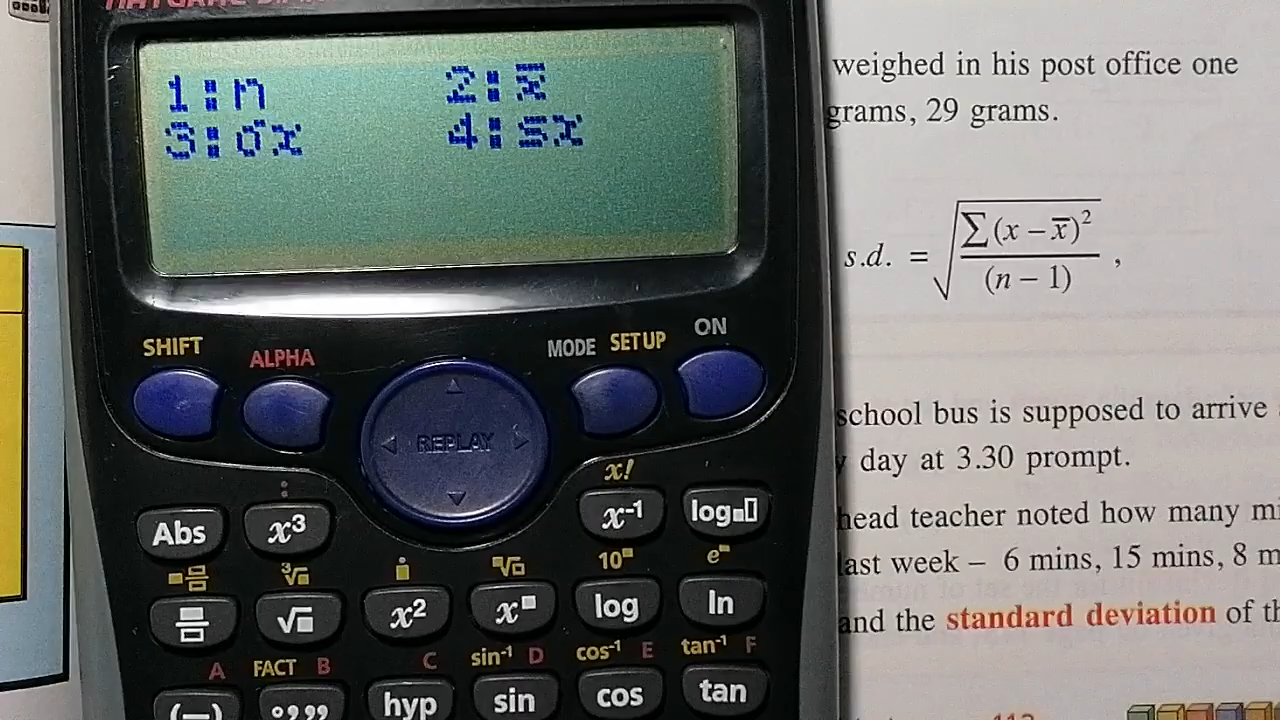 1:n 2:x̅
3:σx 4:sx
SHIFT ALPHA MODE SETUP ON
REPLAY
x!
Abs x³ x⁻¹ log▪▯
10▪ e▪
√▪ x² x▪ log ln
A FACT B C sin⁻¹ D cos⁻¹ E tan⁻¹ F
(—) °,,, hyp sin cos tan
weighed in his post office one
grams, 29 grams.
s.d. = √(∑(x – x̅)² / (n – 1)) ,
school bus is supposed to arrive
day at 3.30 prompt.
head teacher noted how many
last week – 6 mins, 15 mins, 8
and the standard deviation of